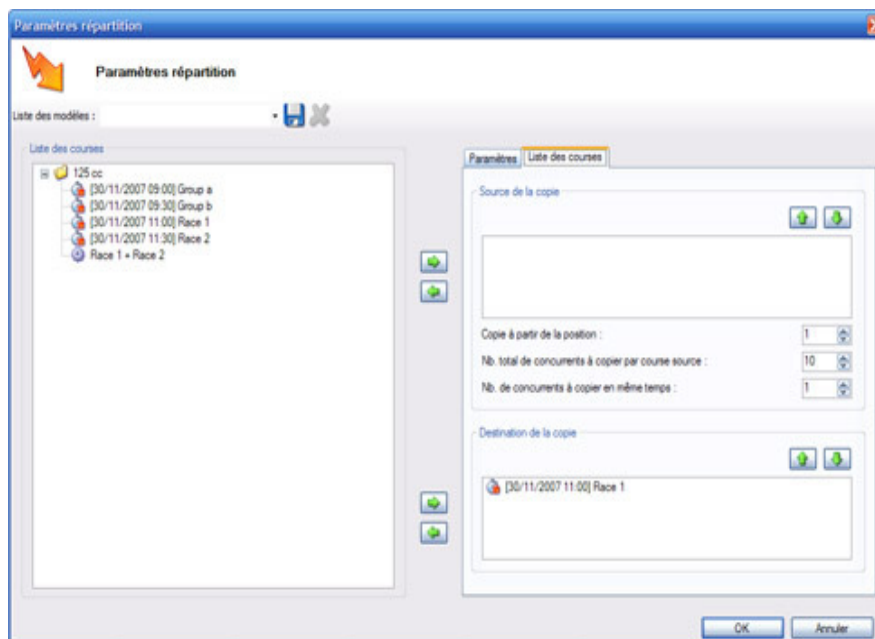 Paramètres répartition
Paramètres répartition
Liste des modèles :
Liste des courses
125 cc
[30/11/2007 09:00] Group a
[30/11/2007 09:30] Group b
[30/11/2007 11:00] Race 1
[30/11/2007 11:30] Race 2
Race 1 + Race 2
Paramètres
Liste des courses
Source de la copie
Copie à partir de la position : 1
Nb. total de concurrents à copier par course source : 10
Nb. de concurrents à copier en même temps : 1
Destination de la copie
[30/11/2007 11:00] Race 1
OK
Annuler